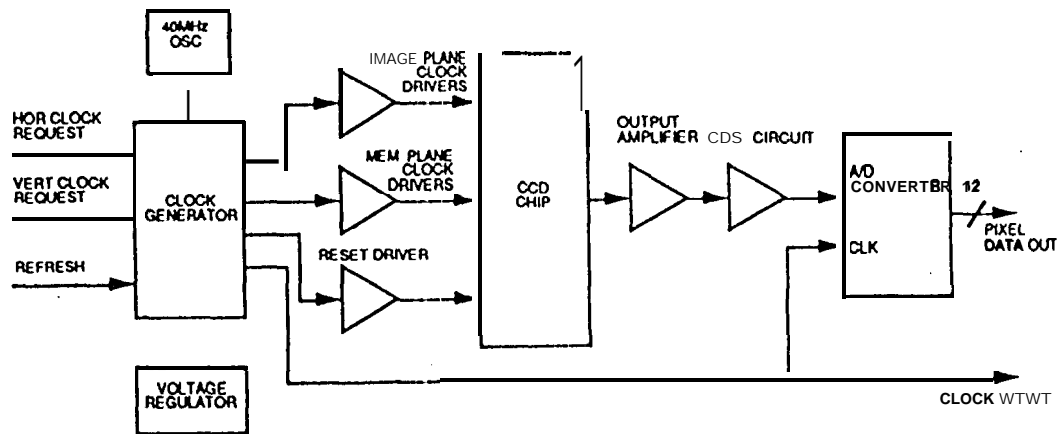 40MHz
OSC
IMAGE PLANE
CLOCK
DRIVERS
HOR CLOCK
REQUEST
OUTPUT
AMPLIFIER CDS CIRCUIT
MEM PLANE
CLOCK
DRIVERS
A/D
CONVERTBR 12
VERT CLOCK
REQUEST
CLOCK
GENERATOR
CCD
CHIP
PIXEL
DATA OUT
RESET DRIVER
CLK
REFRESH
VOLTAGE
REGULATOR
CLOCK WTWT